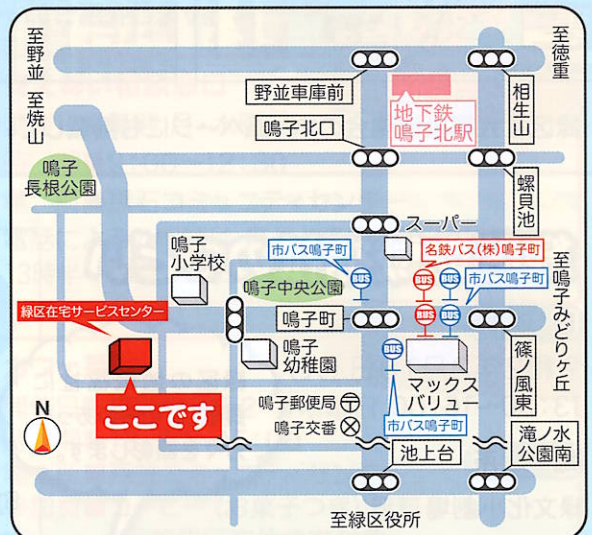 至野並
至焼山
至徳重
野並車庫前
地下鉄
鳴子北駅
相生山
鳴子北口
鳴子
長根公園
螺貝池
スーパー
鳴子
小学校
市バス鳴子町
名鉄バス(株)鳴子町
BUS
BUS
BUS
市バス鳴子町
至鳴子みどりヶ丘
鳴子中央公園
緑区在宅サービスセンター
鳴子町
BUS
BUS
篠ノ風東
鳴子
幼稚園
BUS
マックス
バリュー
ここです
鳴子郵便局
市バス鳴子町
N
鳴子交番
池上台
滝ノ水
公園南
至緑区役所